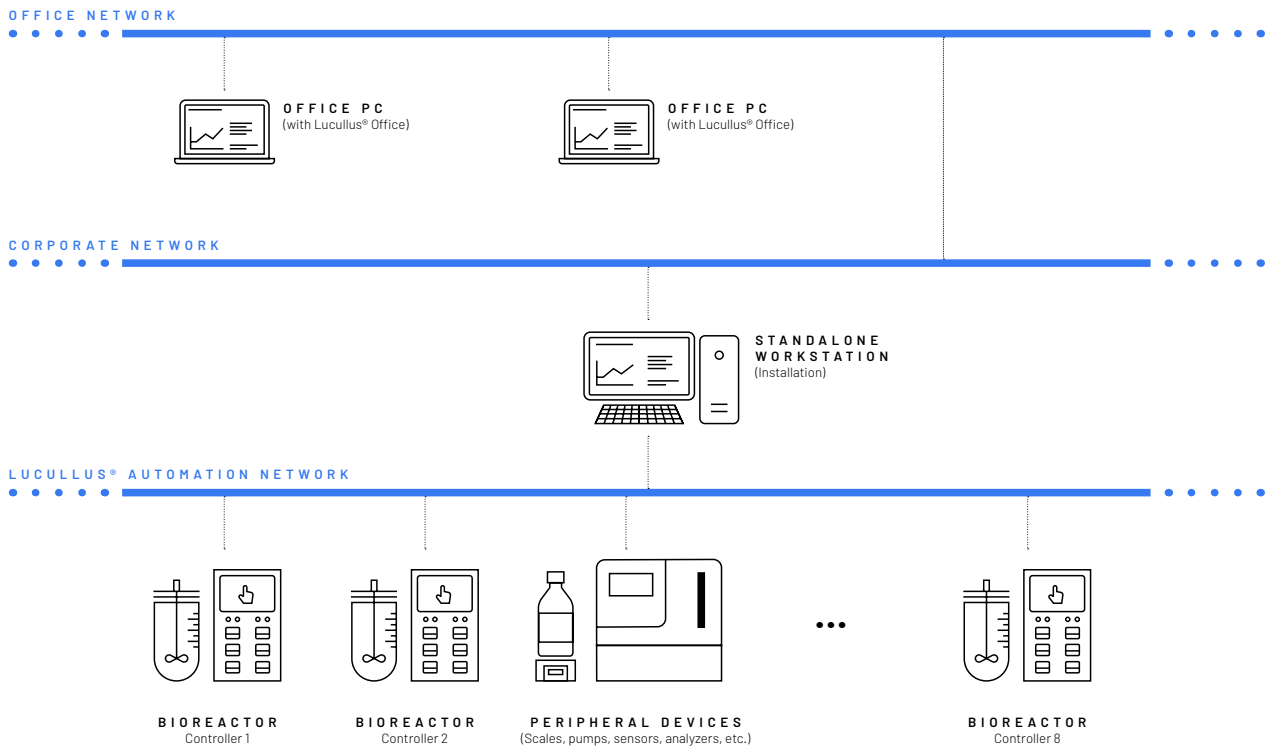 OFFICE NETWORK
OFFICE PC
(with Lucullus® Office)
OFFICE PC
(with Lucullus® Office)
CORPORATE NETWORK
STANDALONE
WORKSTATION
(Installation)
LUCULLUS® AUTOMATION NETWORK
BIOREACTOR
Controller 1
BIOREACTOR
Controller 2
PERIPHERAL DEVICES
(Scales, pumps, sensors, analyzers, etc.)
BIOREACTOR
Controller 8